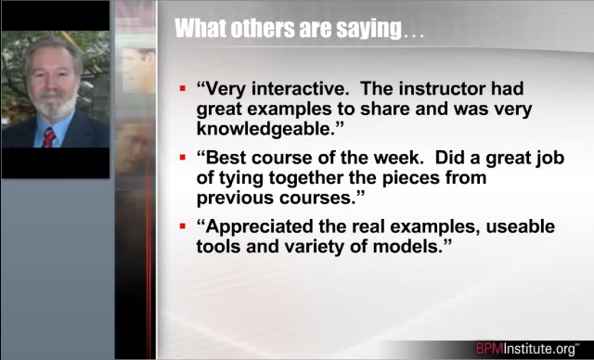 What others are saying…
“Very interactive.  The instructor had
great examples to share and was very
knowledgeable.”
“Best course of the week.  Did a great job
of tying together the pieces from
previous courses.”
“Appreciated the real examples, useable
tools and variety of models.”
BPMInstitute.org™